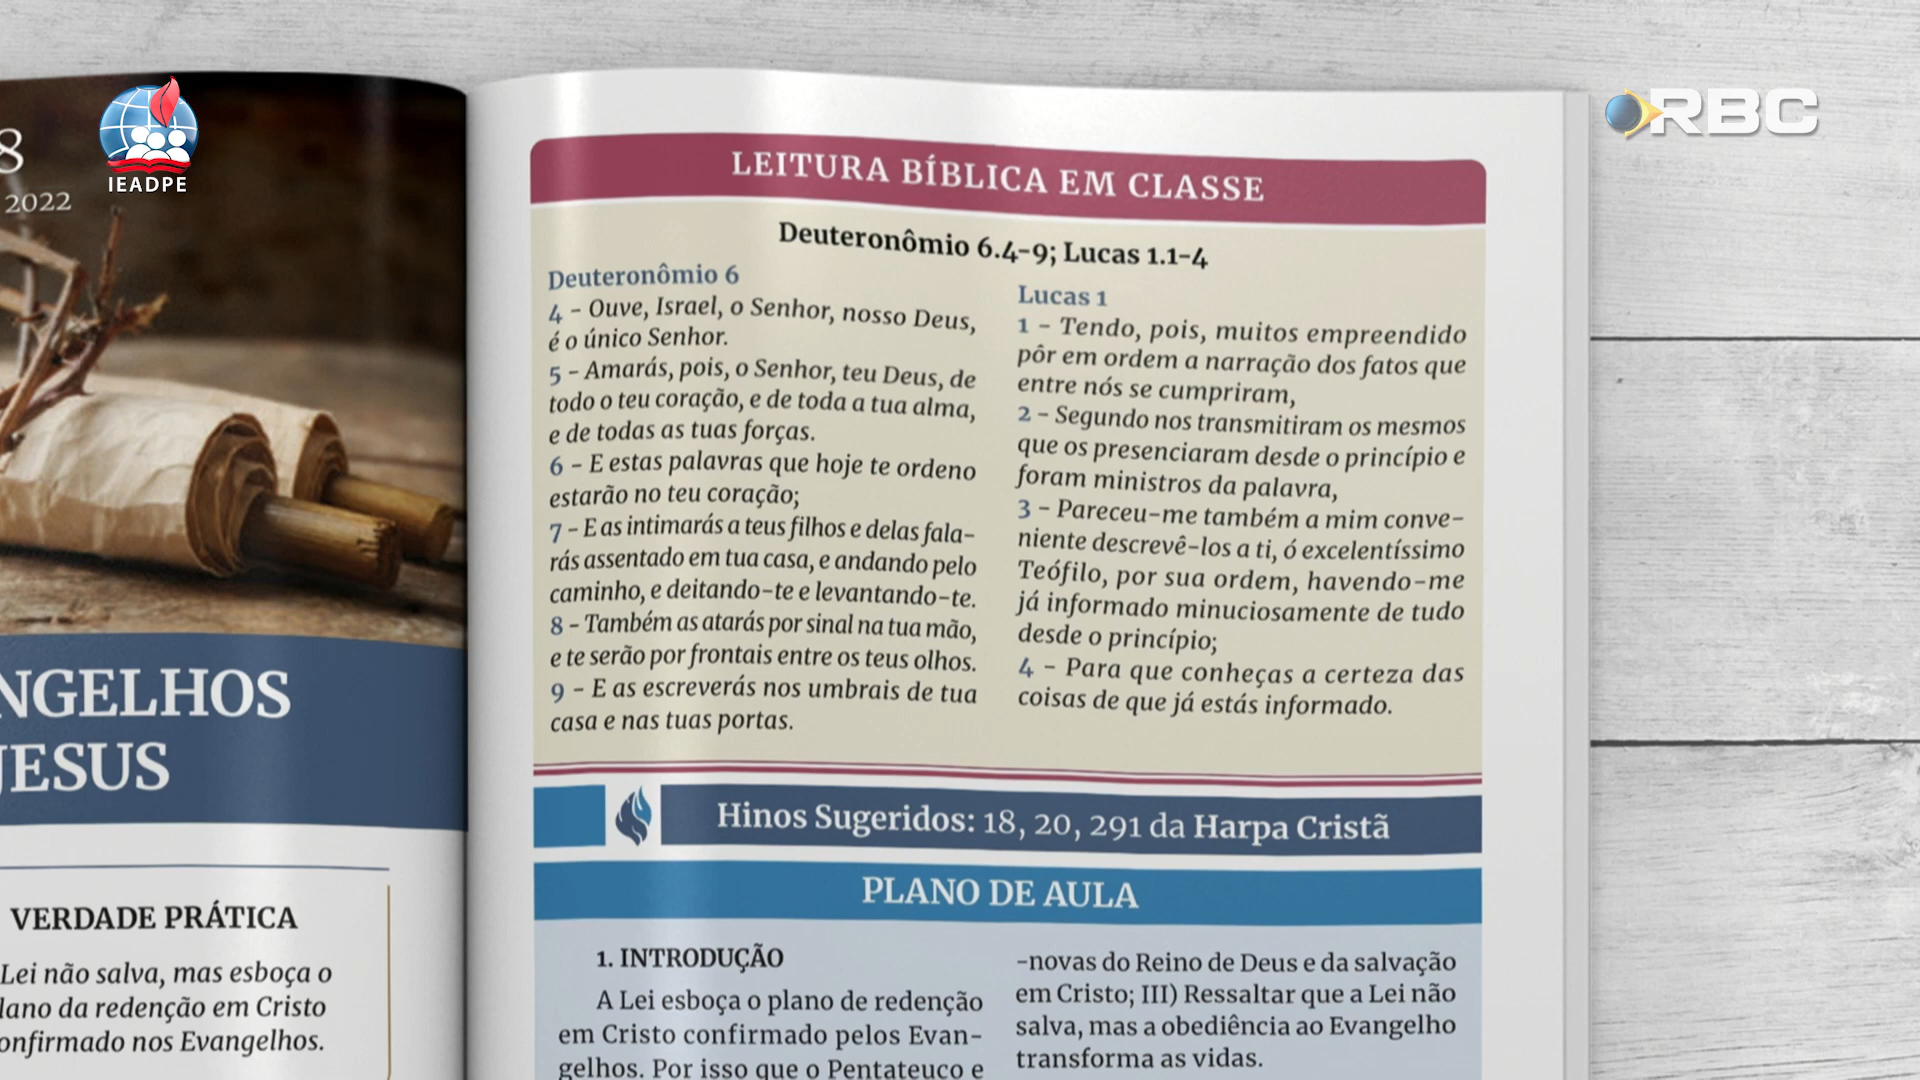 8
2022
IEADPE
NGELHOS
JESUS
VERDADE PRÁTICA
Lei não salva, mas esboça o
lano da redenção em Cristo
onfirmado nos Evangelhos.
RBC
LEITURA BÍBLICA EM CLASSE
Deuteronômio 6.4-9; Lucas 1.1-4
Deuteronômio 6
4 - Ouve, Israel, o Senhor, nosso Deus,
é o único Senhor.
5 - Amarás, pois, o Senhor, teu Deus, de
todo o teu coração, e de toda a tua alma,
e de todas as tuas forças.
6 - E estas palavras que hoje te ordeno
estarão no teu coração;
7 - E as intimarás a teus filhos e delas fala-
rás assentado em tua casa, e andando pelo
caminho, e deitando-te e levantando-te.
8 - Também as atarás por sinal na tua mão,
e te serão por frontais entre os teus olhos.
9 - E as escreverás nos umbrais de tua
casa e nas tuas portas.
Lucas 1
1 - Tendo, pois, muitos empreendido
pôr em ordem a narração dos fatos que
entre nós se cumpriram,
2 - Segundo nos transmitiram os mesmos
que os presenciaram desde o princípio e
foram ministros da palavra,
3 - Pareceu-me também a mim conve-
niente descrevê-los a ti, ó excelentíssimo
Teófilo, por sua ordem, havendo-me
já informado minuciosamente de tudo
desde o princípio;
4 - Para que conheças a certeza das
coisas de que já estás informado.
Hinos Sugeridos: 18, 20, 291 da Harpa Cristã
PLANO DE AULA
1. INTRODUÇÃO
A Lei esboça o plano de redenção
em Cristo confirmado pelos Evan-
gelhos. Por isso que o Pentateuco e
-novas do Reino de Deus e da salvação
em Cristo; III) Ressaltar que a Lei não
salva, mas a obediência ao Evangelho
transforma as vidas.